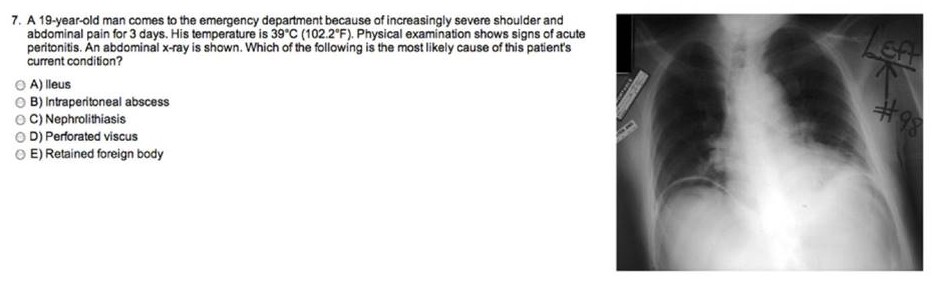 7. A 19-year-old man comes to the emergency department because of increasingly severe shoulder and
abdominal pain for 3 days. His temperature is 39°C (102.2°F). Physical examination shows signs of acute
peritonitis. An abdominal x-ray is shown. Which of the following is the most likely cause of this patient's
current condition?
A) Ileus
B) Intraperitoneal abscess
C) Nephrolithiasis
D) Perforated viscus
E) Retained foreign body
Left
#98